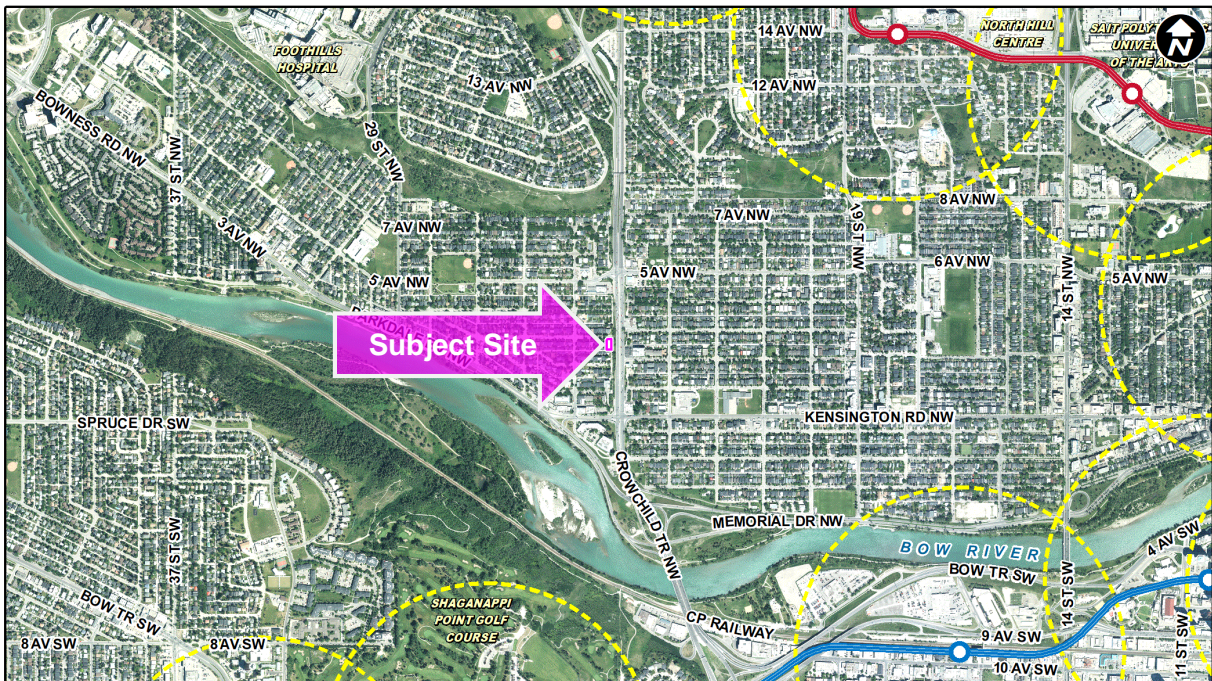 14 AV NW
NORTH HILL
CENTRE
SAIT
UNIVER
OF THE AR
N
FOOTHILLS
HOSPITAL
13 AV NW
12 AV NW
BOWNESS RD NW
29 ST NW
37 ST NW
8 AV NW
7 AV NW
7 AV NW
19 ST NW
3 AV NW
6 AV NW
5 AV NW
5 AV NW
5 AV NW
14 ST NW
Subject Site
KENSINGTON RD NW
SPRUCE DR SW
CROWCHILD TR NW
MEMORIAL DR NW
37 ST SW
BOW RIVER
4 AV SW
BOW TR SW
14 ST SW
BOW TR SW
SHAGANAPPI
POINT GOLF
COURSE
CP RAILWAY
9 AV SW
11 ST SW
8 AV SW
8 AV SW
10 AV SW